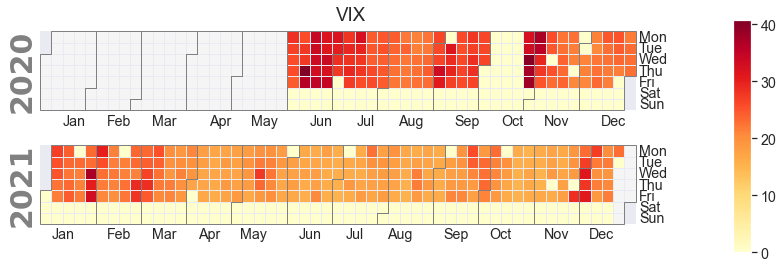 VIX
2020
Mon
Tue
Wed
Thu
Fri
Sat
Sun
Jan Feb Mar Apr May Jun Jul Aug Sep Oct Nov Dec
2021
Mon
Tue
Wed
Thu
Fri
Sat
Sun
Jan Feb Mar Apr May Jun Jul Aug Sep Oct Nov Dec
40
30
20
10
0